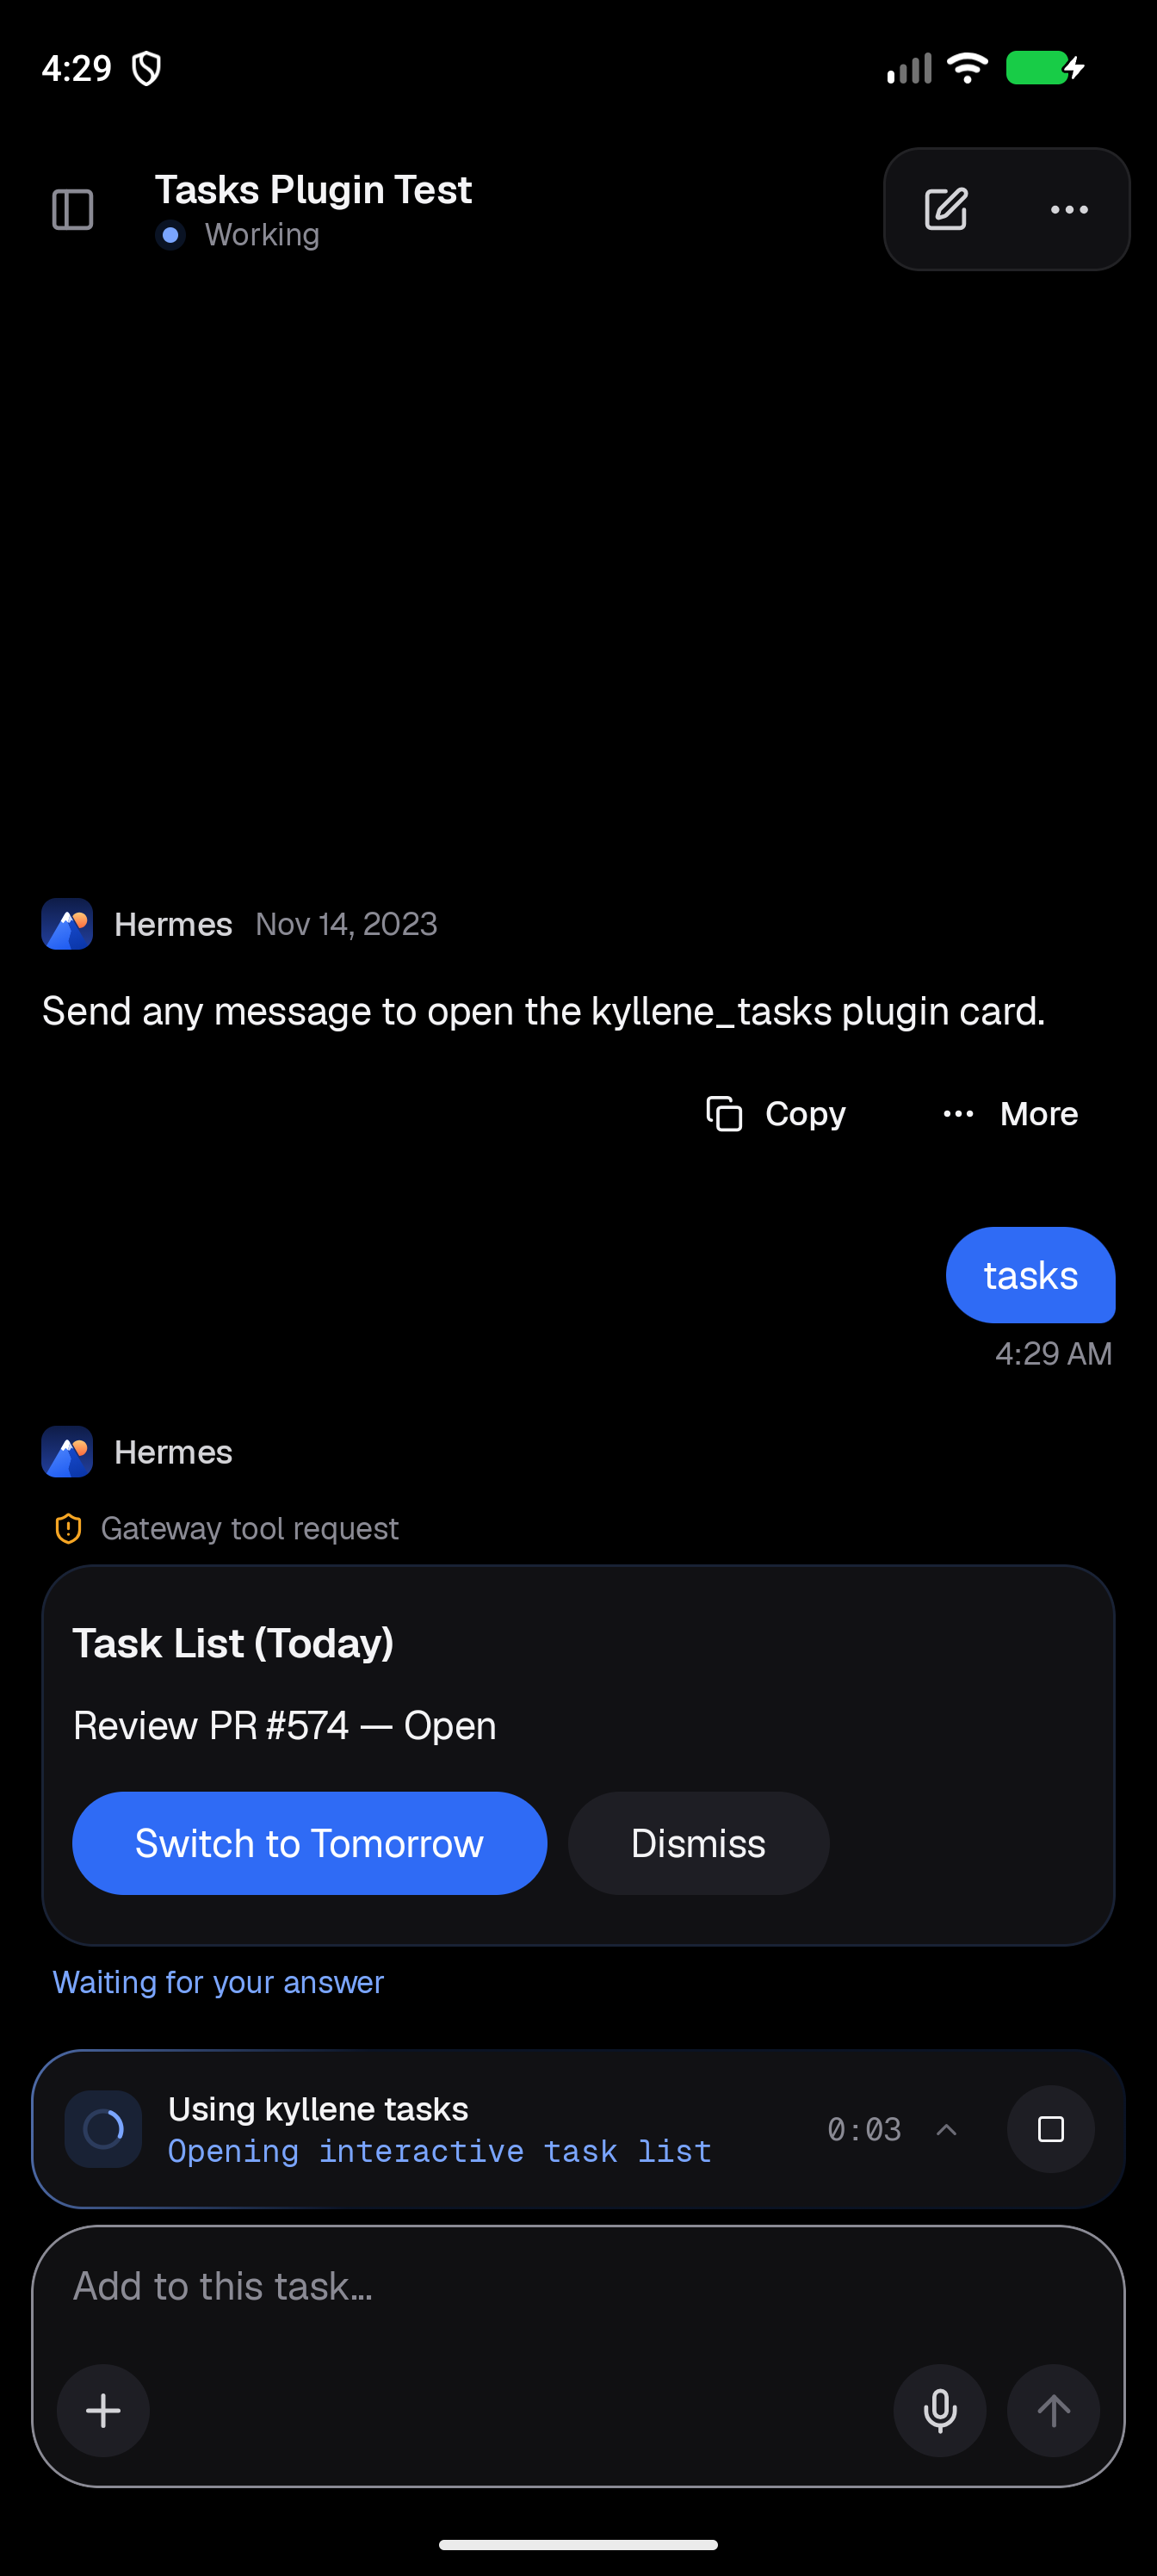 4:29
Tasks Plugin Test
Working
Hermes Nov 14, 2023
Send any message to open the kyllene_tasks plugin card.
Copy
More
tasks
4:29 AM
Hermes
Gateway tool request
Task List (Today)
Review PR #574 — Open
Switch to Tomorrow
Dismiss
Waiting for your answer
Using kyllene tasks
Opening interactive task list
0:03
Add to this task...